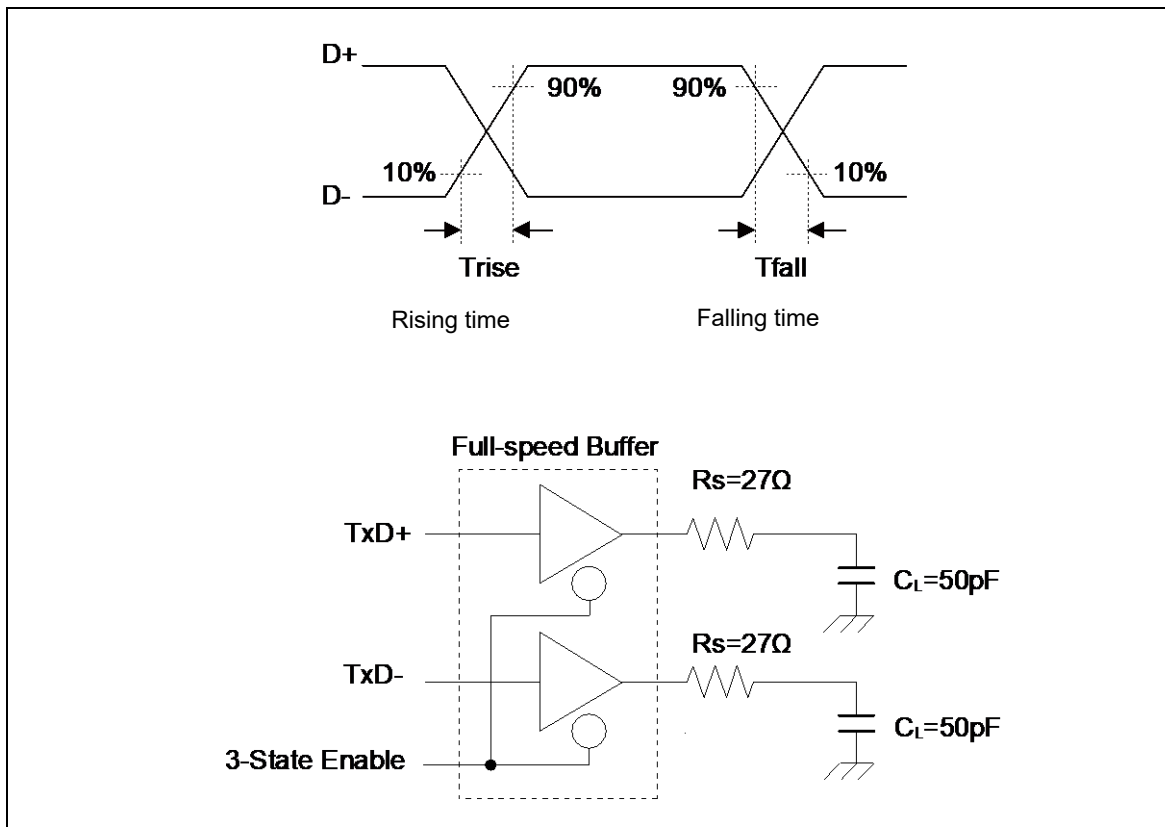 D+
90% 90%
10% 10%
D-
Trise Tfall
Rising time Falling time
Full-speed Buffer
Rs=27Ω
TxD+
CL=50pF
Rs=27Ω
TxD-
CL=50pF
3-State Enable